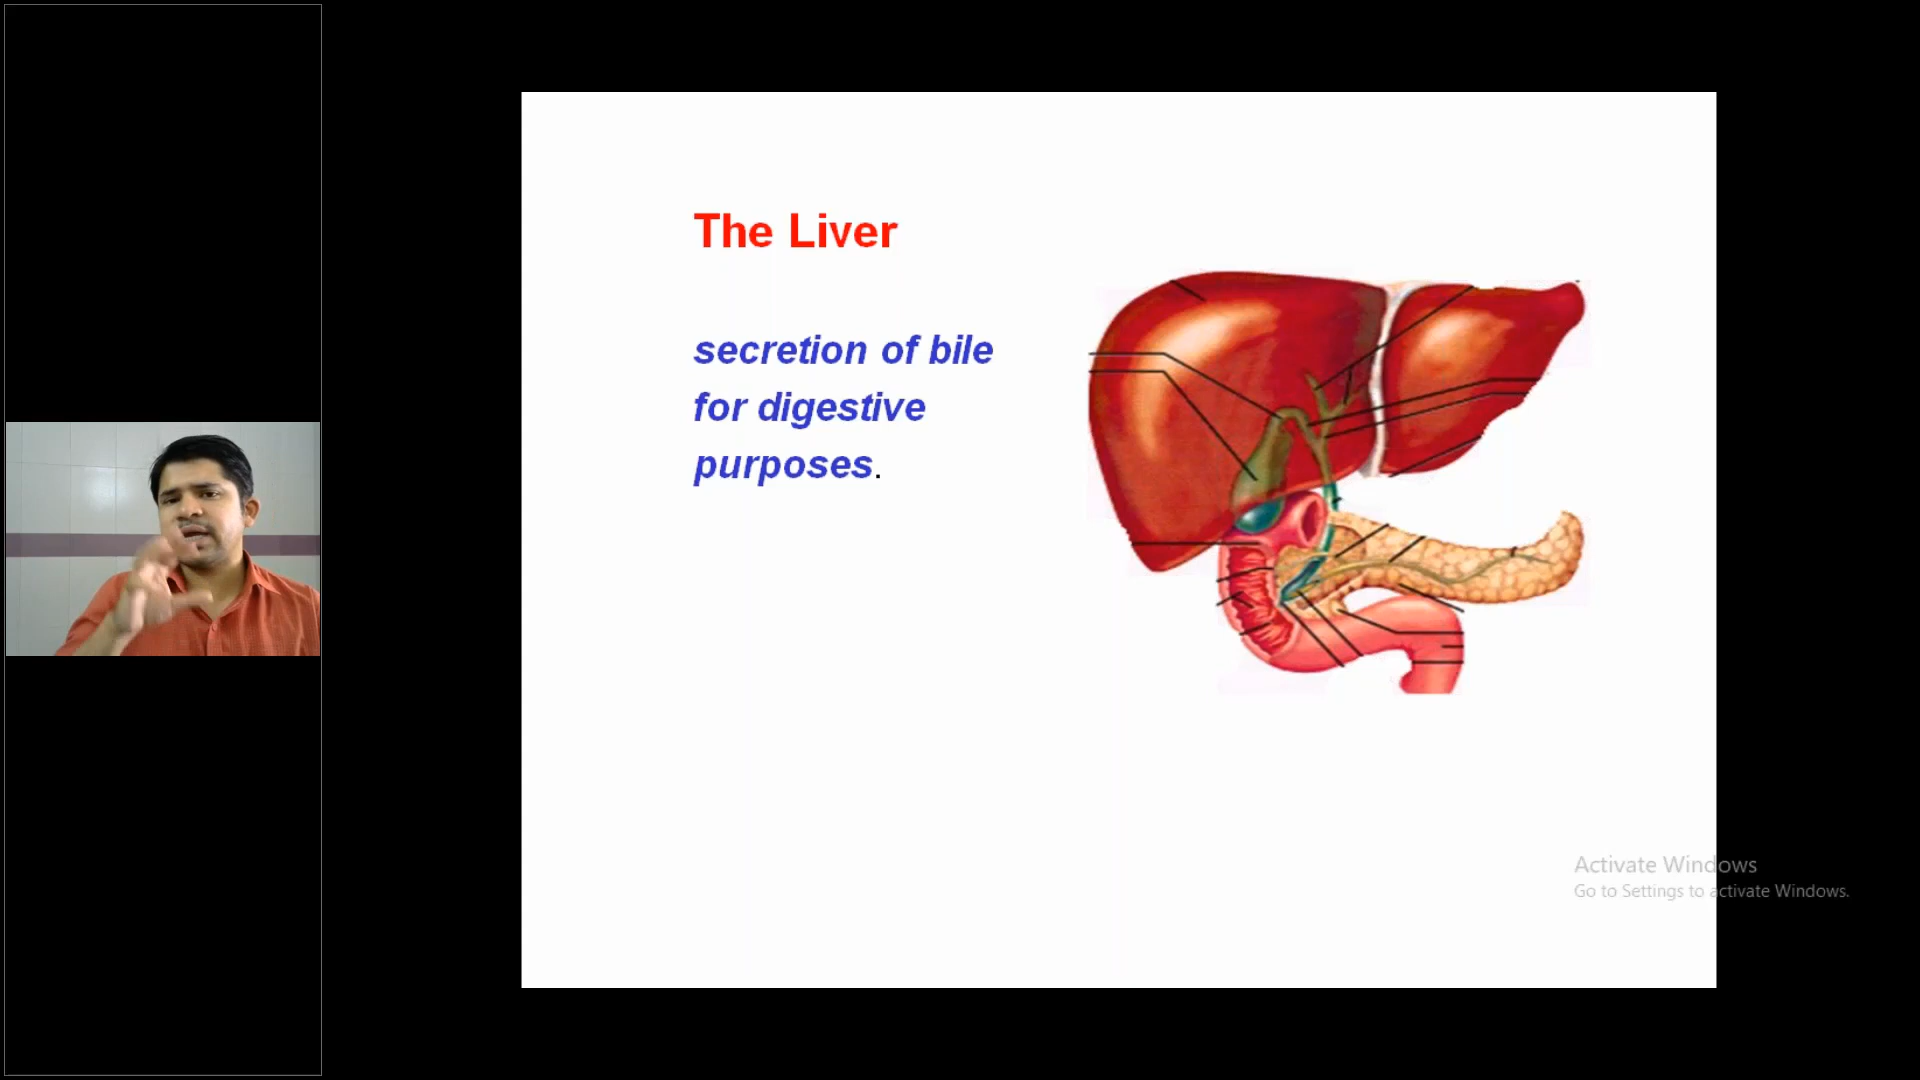 The Liver
secretion of bile
for digestive
purposes.
Activate Windows
Go to Settings to activate Windows.